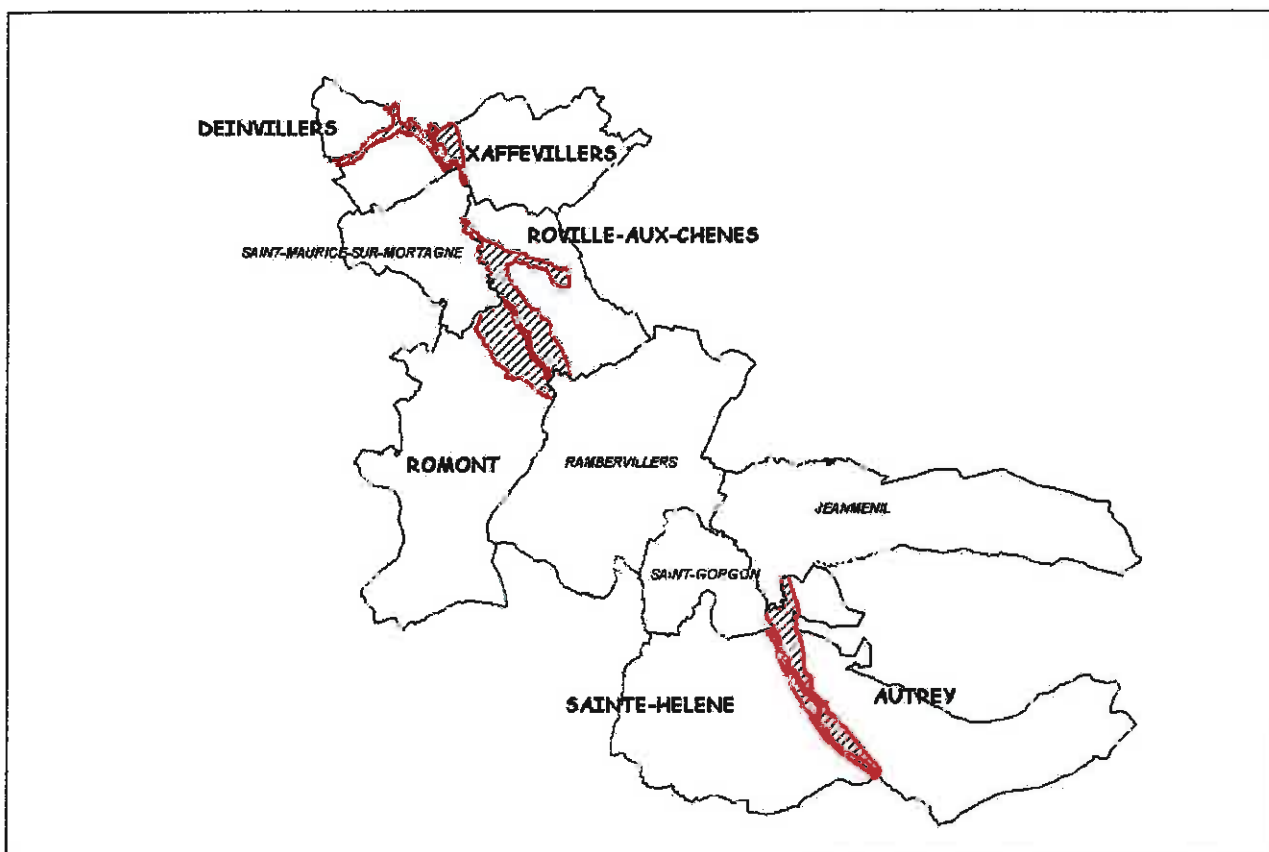 DEINVILLERS
XAFFEVILLERS
ROVILLE-AUX-CHENES
SAINT-MAURICE-SUR-MORTAGNE
ROMONT
RAMBERVILLERS
JEANMENIL
SAINT-GORGON
SAINTE-HELENE
AUTREY